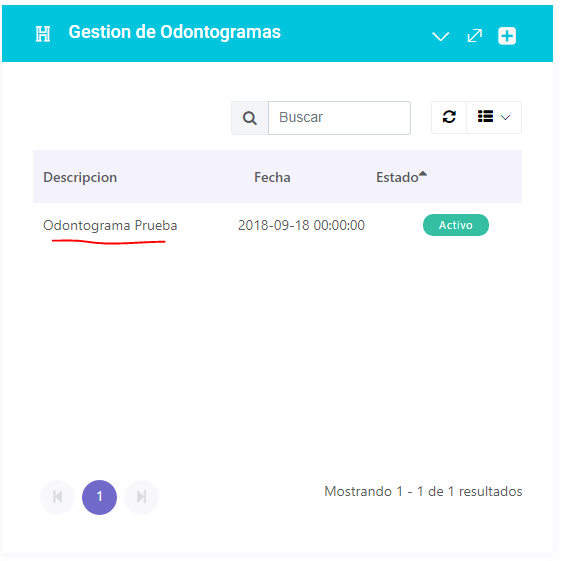 Gestion de Odontogramas
Buscar
Descripcion Fecha Estado
Odontograma Prueba 2018-09-18 00:00:00 Activo
1 Mostrando 1 - 1 de 1 resultados